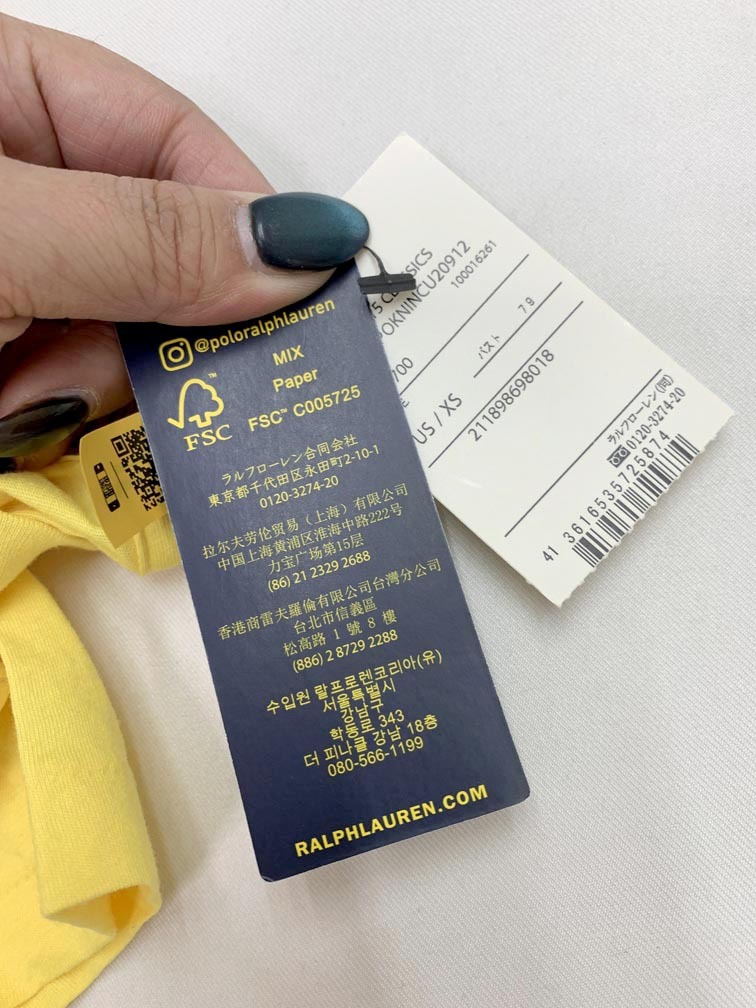 @poloralphlauren
MIX
Paper
FSC™ C005725
FSC
ラルフローレン合同会社
東京都千代田区永田町2-10-1
0120-3274-20
拉尔夫劳伦贸易（上海）有限公司
中国上海黄浦区淮海中路222号
力宝广场第15层
(86) 21 2329 2688
香港商雷夫羅倫有限公司台灣分公司
台北市信義區
松高路 1 號 8 樓
(886) 2 8729 2288
수입원 랄프로렌코리아(유)
서울특별시
강남구
학동로 343
더 피나클 강남 18층
080-566-1199
RALPHLAUREN.COM
OKNINCU20912
100016261
700
バスト
79
US / XS
211898698018
ラルフローレン(問)
0120-3274-20
41 3616535725874